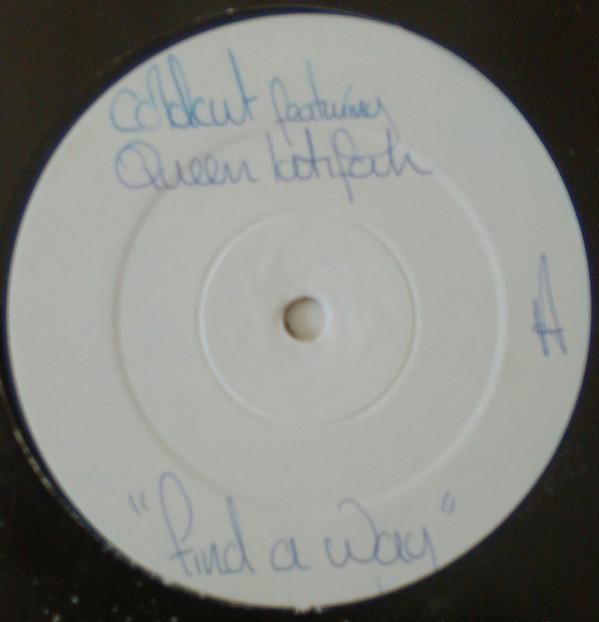 Coldcut featuring
Queen Latifah
A
"Find a Way"